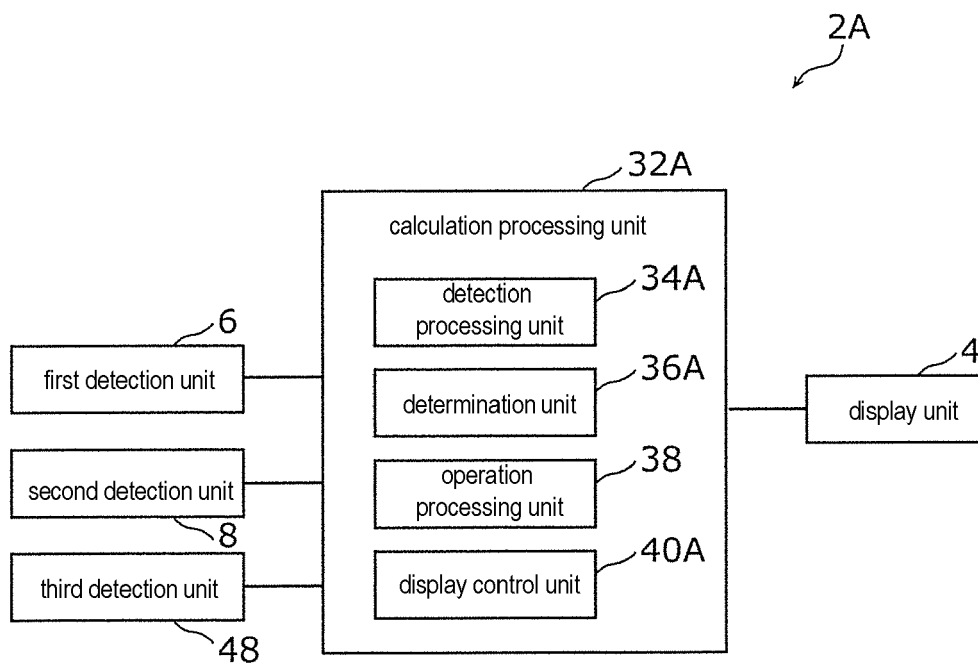 2A
32A
calculation processing unit
34A
detection
processing unit
6
first detection unit
36A
determination unit
4
display unit
second detection unit
8
38
operation
processing unit
third detection unit
48
40A
display control unit